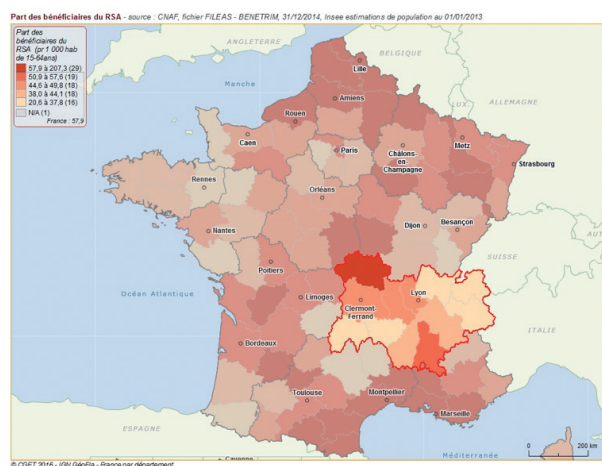 Part des bénéficiaires du RSA - source : CNAF, fichier FILEAS - BENETRIM, 31/12/2014, Insee estimations de population au 01/01/2013
Part des
bénéficiaires du
RSA (pr 1 000 hab
de 15-64ans)
57,9 à 207,3 (29)
50,9 à 57,6 (19)
44,6 à 49,8 (18)
38,0 à 44,1 (18)
20,6 à 37,8 (16)
N/A (1)
France : 57,9
ANGLETERRE
BELGIQUE
Lille
Manche
ALLEMAGNE
Amiens
LUX.
Rouen
Caen
Paris
Châlons-
en-
Champagne
Metz
Strasbourg
Rennes
Orléans
Nantes
Dijon
Besançon
AUT
SUISSE
Poitiers
Océan Atlantique
Limoges
Clermont-
Ferrand
Lyon
ITALIE
Bordeaux
Toulouse
Montpellier
Marseille
ESPAGNE
Méditerranée
0 200 km
Cayenne
© CGET 2016 - IGN GéoFla - France par département